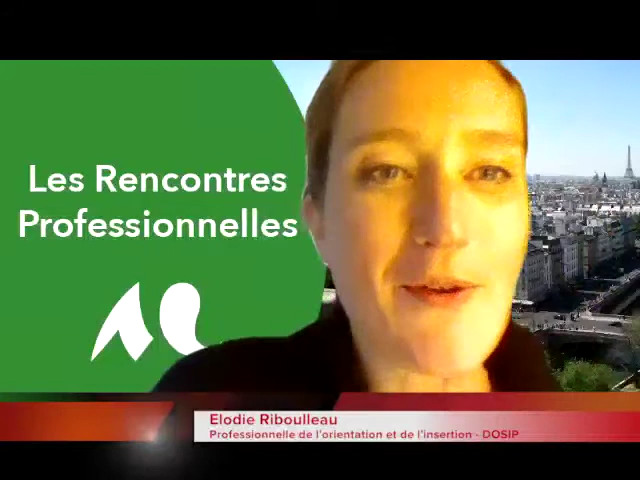 Les Rencontres
Professionnelles
Elodie Riboulleau
Professionnelle de l'orientation et de l'insertion - DOSIP